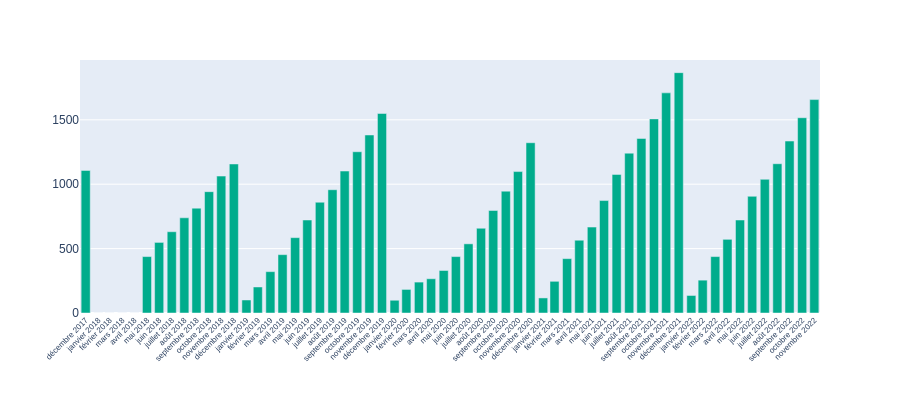 1500
1000
500
0
décembre 2017
janvier 2018
février 2018
mars 2018
avril 2018
mai 2018
juin 2018
juillet 2018
août 2018
septembre 2018
octobre 2018
novembre 2018
décembre 2018
janvier 2019
février 2019
mars 2019
avril 2019
mai 2019
juin 2019
juillet 2019
août 2019
septembre 2019
octobre 2019
novembre 2019
décembre 2019
janvier 2020
février 2020
mars 2020
avril 2020
mai 2020
juin 2020
juillet 2020
août 2020
septembre 2020
octobre 2020
novembre 2020
décembre 2020
janvier 2021
février 2021
mars 2021
avril 2021
mai 2021
juin 2021
juillet 2021
août 2021
septembre 2021
octobre 2021
novembre 2021
décembre 2021
janvier 2022
février 2022
mars 2022
avril 2022
mai 2022
juin 2022
juillet 2022
août 2022
septembre 2022
octobre 2022
novembre 2022